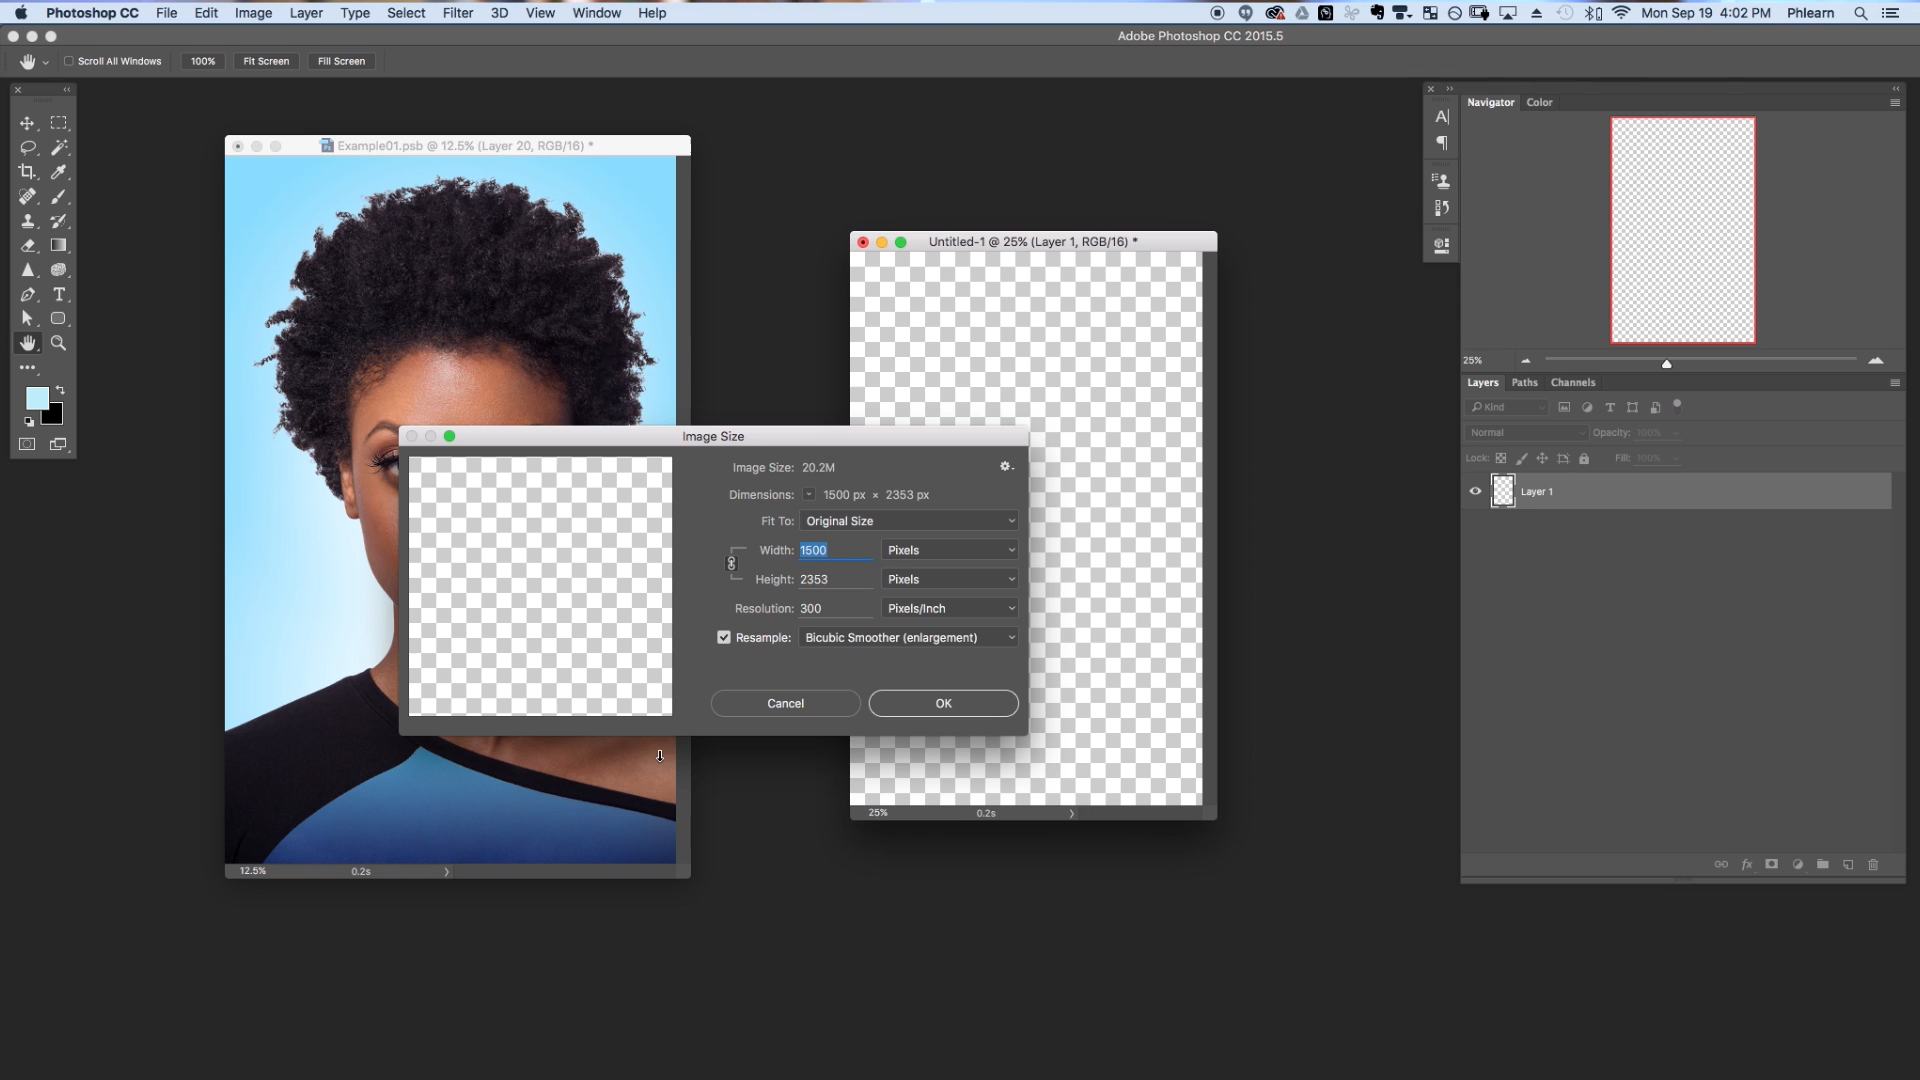 Photoshop CC File Edit Image Layer Type Select Filter 3D View Window Help Mon Sep 19 4:02 PM Phlearn
Adobe Photoshop CC 2015.5
Scroll All Windows 100% Fit Screen Fill Screen
Example01.psb @ 12.5% (Layer 20, RGB/16) *
12.5% 0.2s
Untitled-1 @ 25% (Layer 1, RGB/16) *
25% 0.2s
Image Size
Image Size: 20.2M
Dimensions: 1500 px × 2353 px
Fit To: Original Size
Width: 1500 Pixels
Height: 2353 Pixels
Resolution: 300 Pixels/Inch
Resample: Bicubic Smoother (enlargement)
Cancel OK
Navigator Color
25%
Layers Paths Channels
Kind
Normal Opacity: 100%
Lock: Fill: 100%
Layer 1
fx